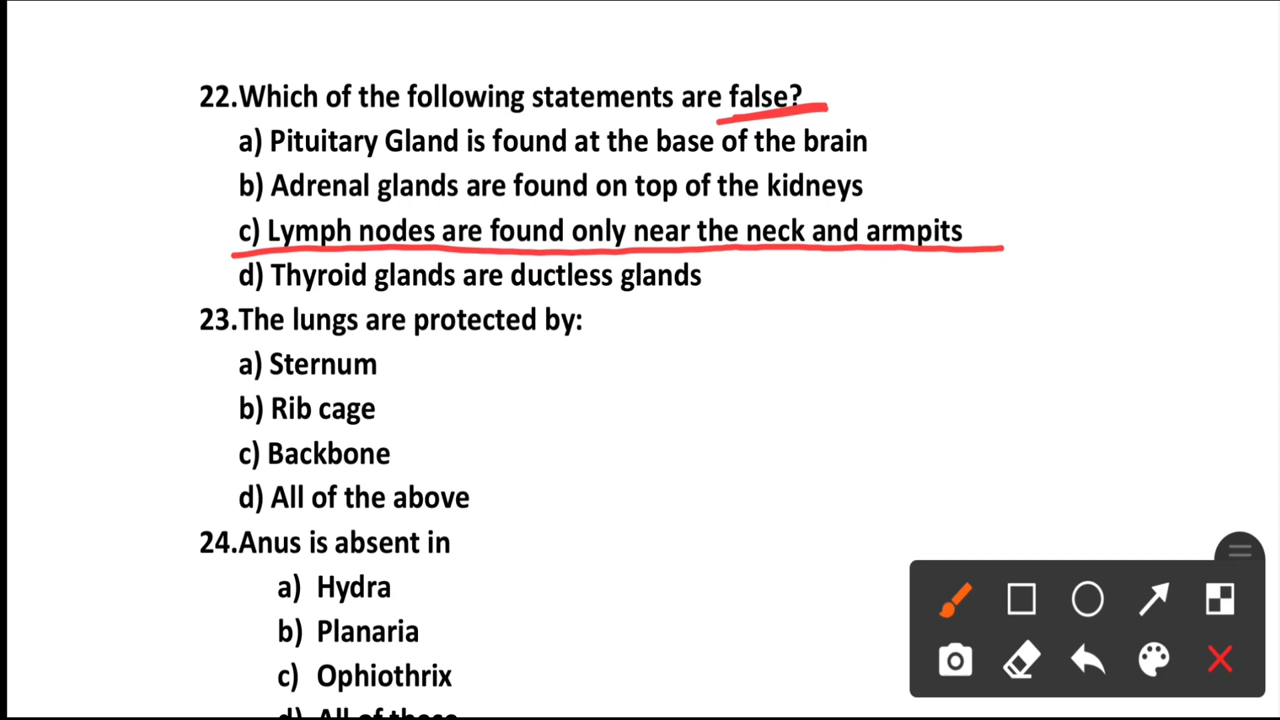 22.Which of the following statements are false?
a) Pituitary Gland is found at the base of the brain
b) Adrenal glands are found on top of the kidneys
c) Lymph nodes are found only near the neck and armpits
d) Thyroid glands are ductless glands
23.The lungs are protected by:
a) Sternum
b) Rib cage
c) Backbone
d) All of the above
24.Anus is absent in
a) Hydra
b) Planaria
c) Ophiothrix
d) All of these